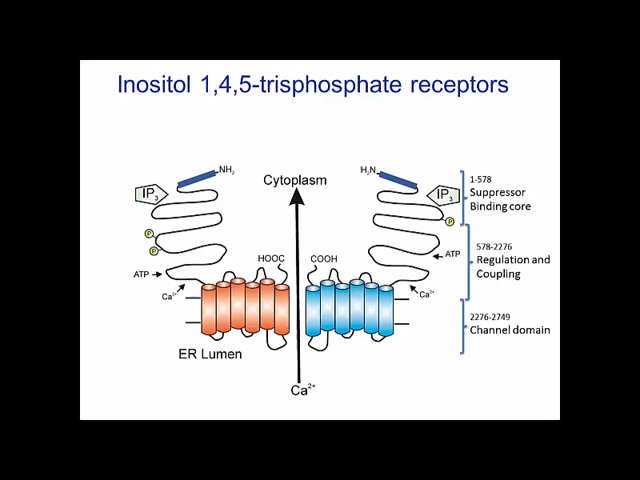 Inositol 1,4,5-trisphosphate receptors
NH2
Cytoplasm
H2N
IP3
IP3
1-578
Suppressor
Binding core
P
P
P
ATP
HOOC
COOH
ATP
578-2276
Regulation and
Coupling
Ca2+
Ca2+
2276-2749
Channel domain
ER Lumen
Ca2+